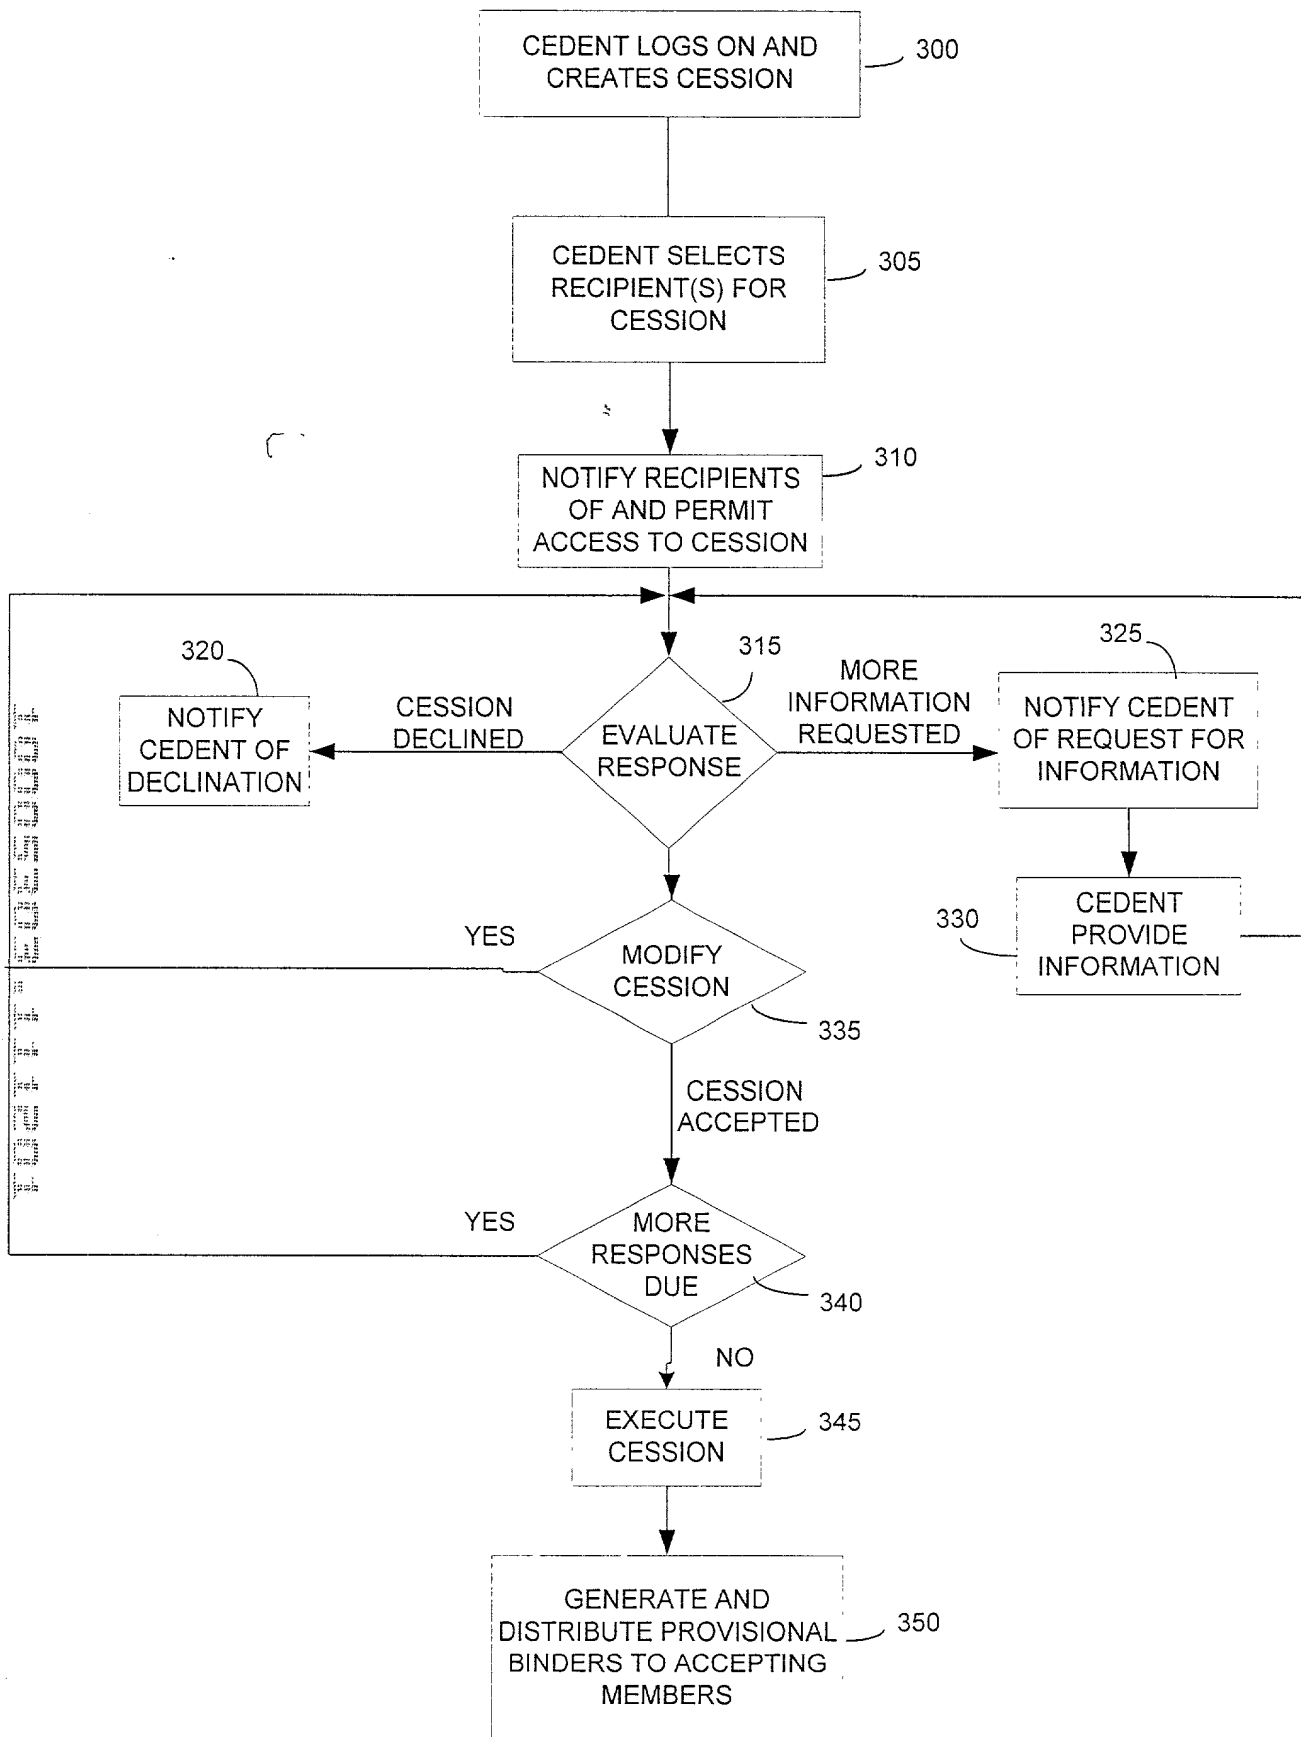 CEDENT LOGS ON AND
CREATES CESSION
300
CEDENT SELECTS
RECIPIENT(S) FOR
CESSION
305
NOTIFY RECIPIENTS
OF AND PERMIT
ACCESS TO CESSION
310
315
EVALUATE
RESPONSE
CESSION
DECLINED
320
NOTIFY
CEDENT OF
DECLINATION
MORE
INFORMATION
REQUESTED
325
NOTIFY CEDENT
OF REQUEST FOR
INFORMATION
330
CEDENT
PROVIDE
INFORMATION
YES
MODIFY
CESSION
335
CESSION
ACCEPTED
YES
MORE
RESPONSES
DUE
340
NO
EXECUTE
CESSION
345
GENERATE AND
DISTRIBUTE PROVISIONAL
BINDERS TO ACCEPTING
MEMBERS
350